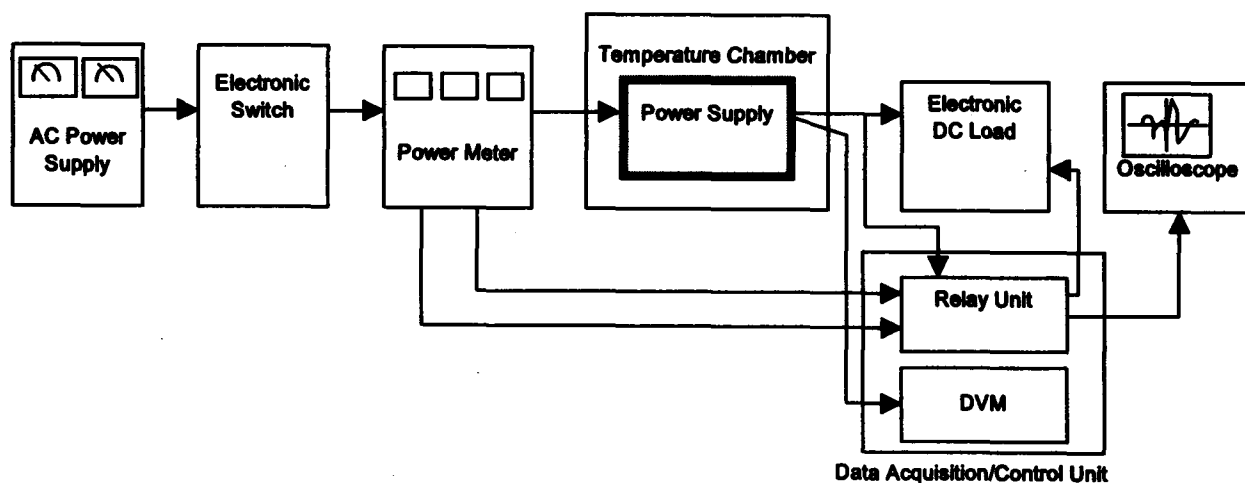 AC Power
Supply
Electronic
Switch
Power Meter
Temperature Chamber
Power Supply
Electronic
DC Load
Oscilloscope
Relay Unit
DVM
Data Acquisition/Control Unit